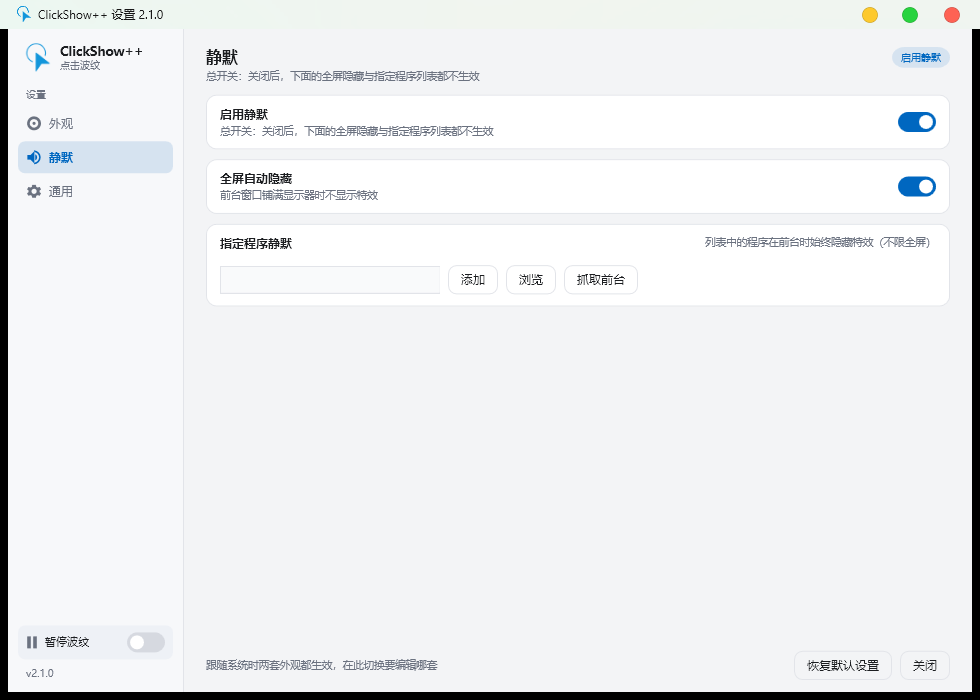 ClickShow++ 设置 2.1.0
ClickShow++
点击波纹
设置
外观
静默
通用
暂停波纹
v2.1.0
静默
总开关：关闭后，下面的全屏隐藏与指定程序列表都不生效
启用静默
启用静默
总开关：关闭后，下面的全屏隐藏与指定程序列表都不生效
全屏自动隐藏
前台窗口铺满显示器时不显示特效
指定程序静默
列表中的程序在前台时始终隐藏特效（不限全屏）
添加
浏览
抓取前台
跟随系统时两套外观都生效，在此切换要编辑哪套
恢复默认设置
关闭